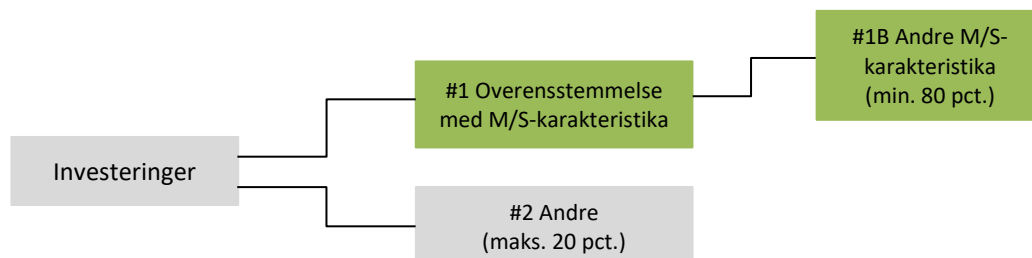 Investeringer
#1 Overensstemmelse
med M/S-karakteristika
#1B Andre M/S-
karakteristika
(min. 80 pct.)
#2 Andre
(maks. 20 pct.)